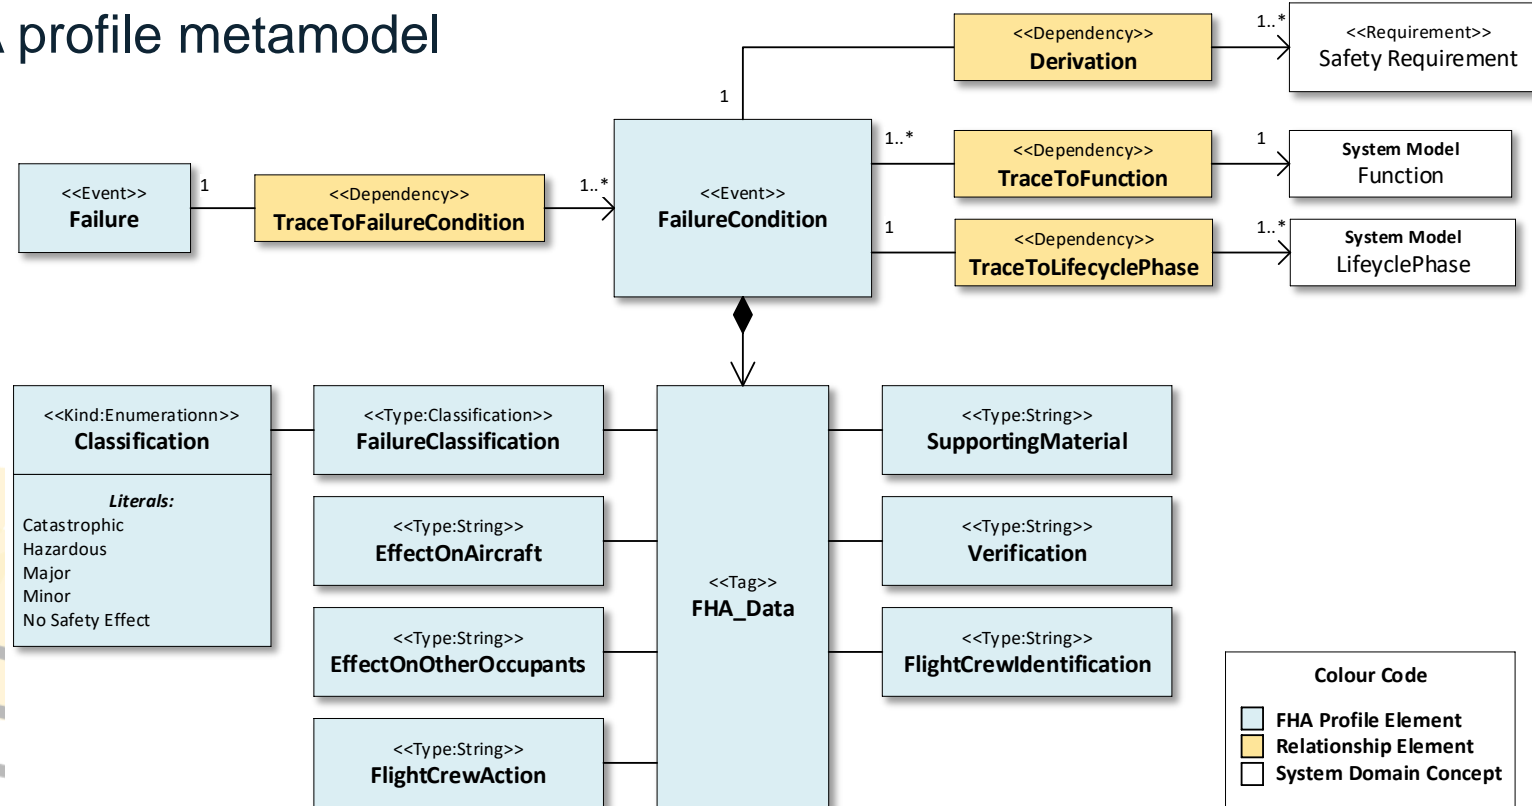 A profile metamodel
<<Dependency>>
Derivation
1..*
<<Requirement>>
Safety Requirement
1
<<Event>>
Failure
1
<<Dependency>>
TraceToFailureCondition
1..*
<<Event>>
FailureCondition
1..*
<<Dependency>>
TraceToFunction
1
System Model
Function
1
<<Dependency>>
TraceToLifecyclePhase
1..*
System Model
LifeyclePhase
<<Kind:Enumerationn>>
Classification
Literals:
Catastrophic
Hazardous
Major
Minor
No Safety Effect
<<Type:Classification>>
FailureClassification
<<Type:String>>
EffectOnAircraft
<<Type:String>>
EffectOnOtherOccupants
<<Type:String>>
FlightCrewAction
<<Tag>>
FHA_Data
<<Type:String>>
SupportingMaterial
<<Type:String>>
Verification
<<Type:String>>
FlightCrewIdentification
Colour Code
FHA Profile Element
Relationship Element
System Domain Concept